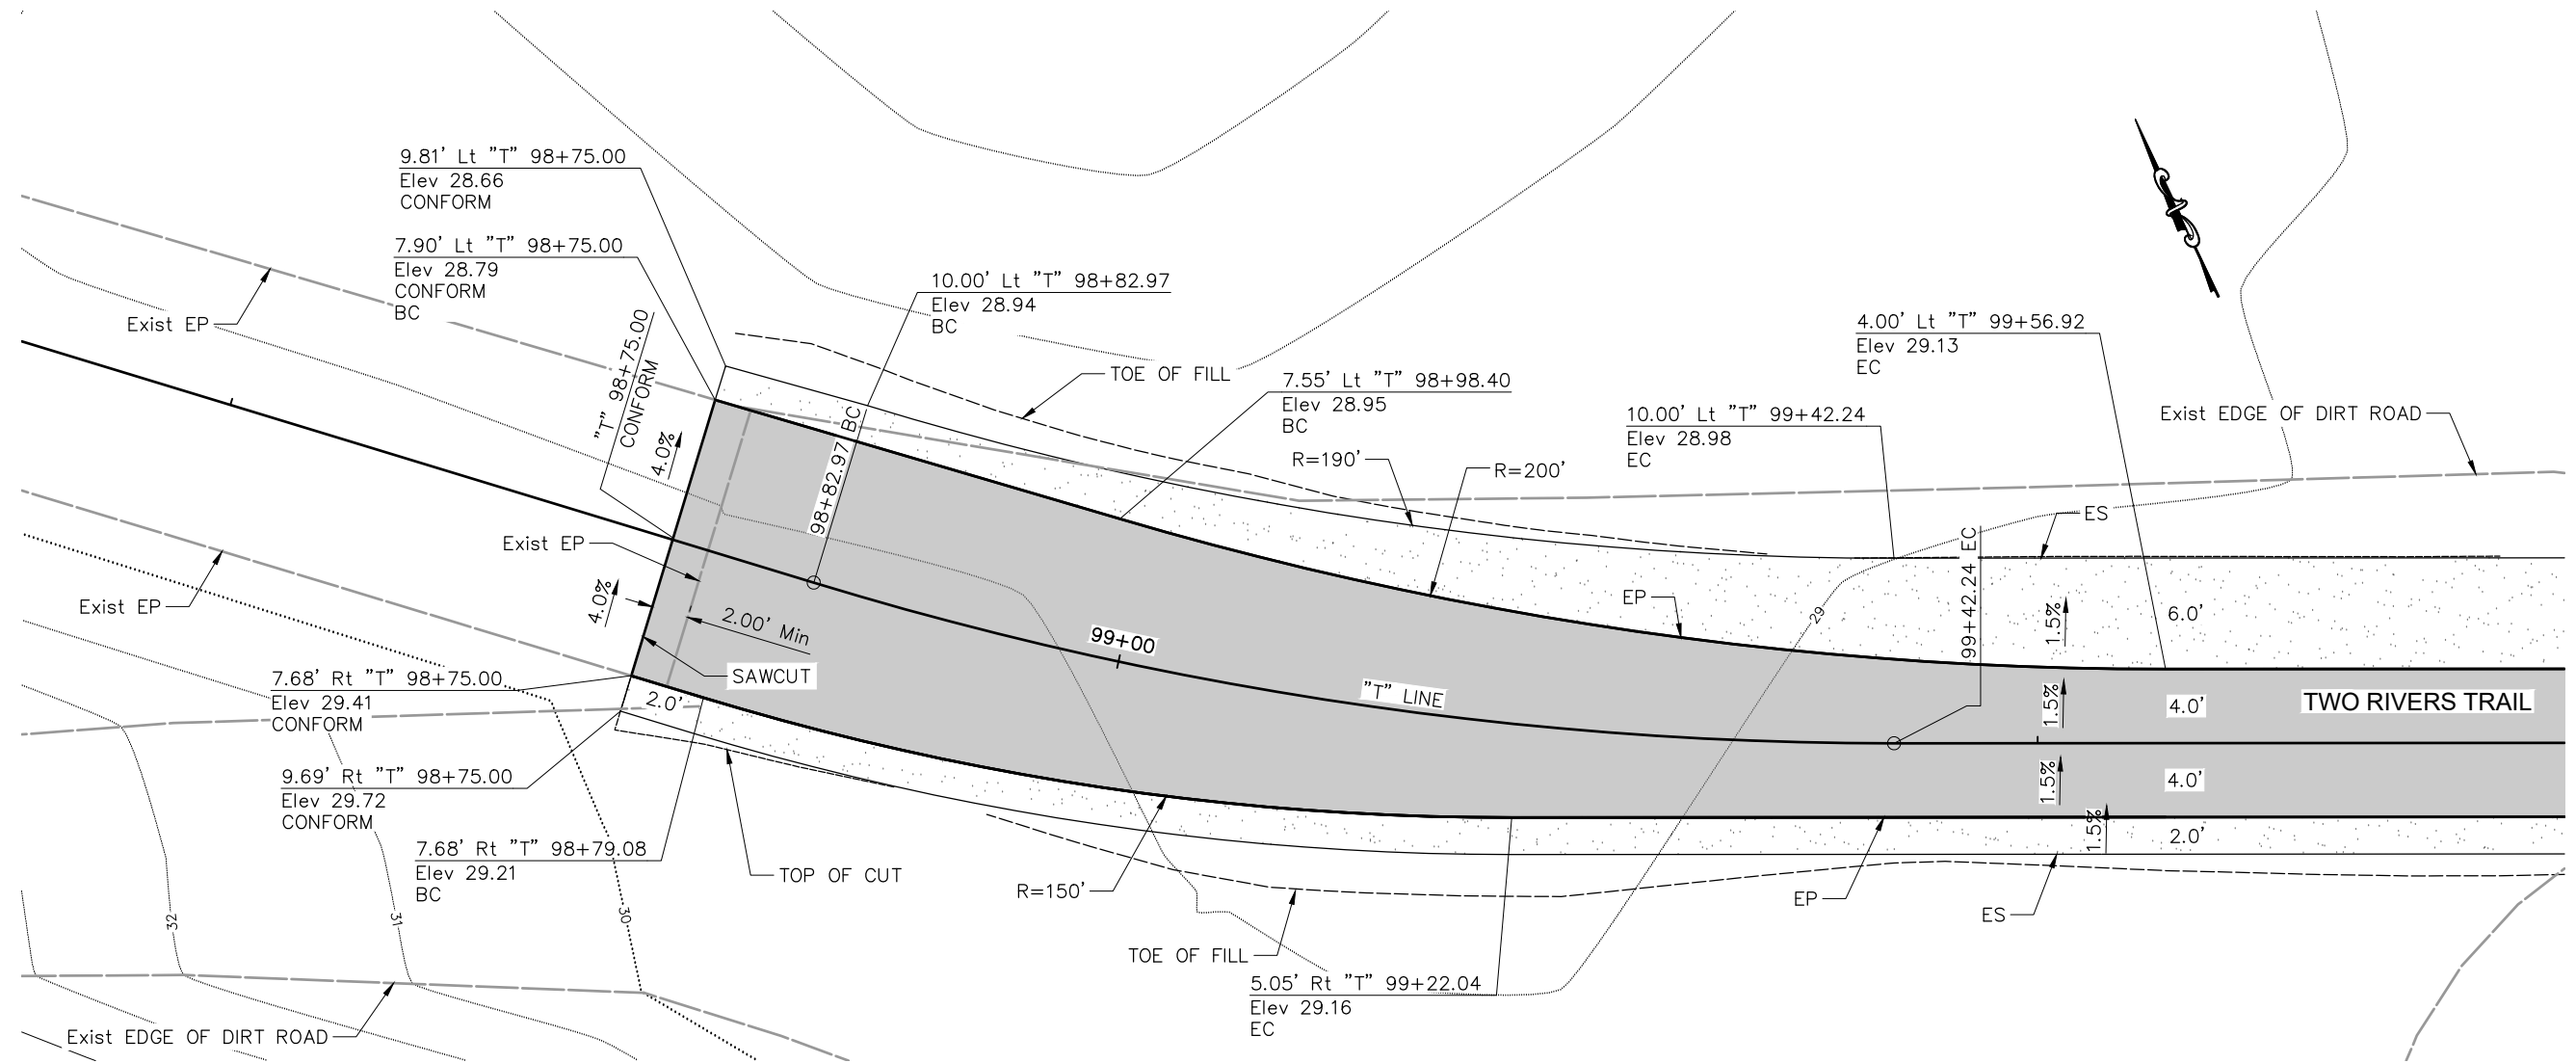 9.81' Lt "T" 98+75.00
Elev 28.66
CONFORM
7.90' Lt "T" 98+75.00
Elev 28.79
CONFORM
BC
Exist EP
"T" 98+75.00
CONFORM
4.0%
10.00' Lt "T" 98+82.97
Elev 28.94
BC
98+82.97 BC
TOE OF FILL
7.55' Lt "T" 98+98.40
Elev 28.95
BC
R=190'
R=200'
10.00' Lt "T" 99+42.24
Elev 28.98
EC
4.00' Lt "T" 99+56.92
Elev 29.13
EC
Exist EDGE OF DIRT ROAD
ES
99+42.24 EC
Exist EP
Exist EP
4.0%
2.00' Min
SAWCUT
99+00
"T" LINE
EP
29
1.5%
6.0'
1.5%
4.0'
TWO RIVERS TRAIL
1.5%
4.0'
1.5%
2.0'
7.68' Rt "T" 98+75.00
Elev 29.41
CONFORM
2.0'
9.69' Rt "T" 98+75.00
Elev 29.72
CONFORM
7.68' Rt "T" 98+79.08
Elev 29.21
BC
TOP OF CUT
R=150'
EP
ES
32
31
30
TOE OF FILL
5.05' Rt "T" 99+22.04
Elev 29.16
EC
Exist EDGE OF DIRT ROAD